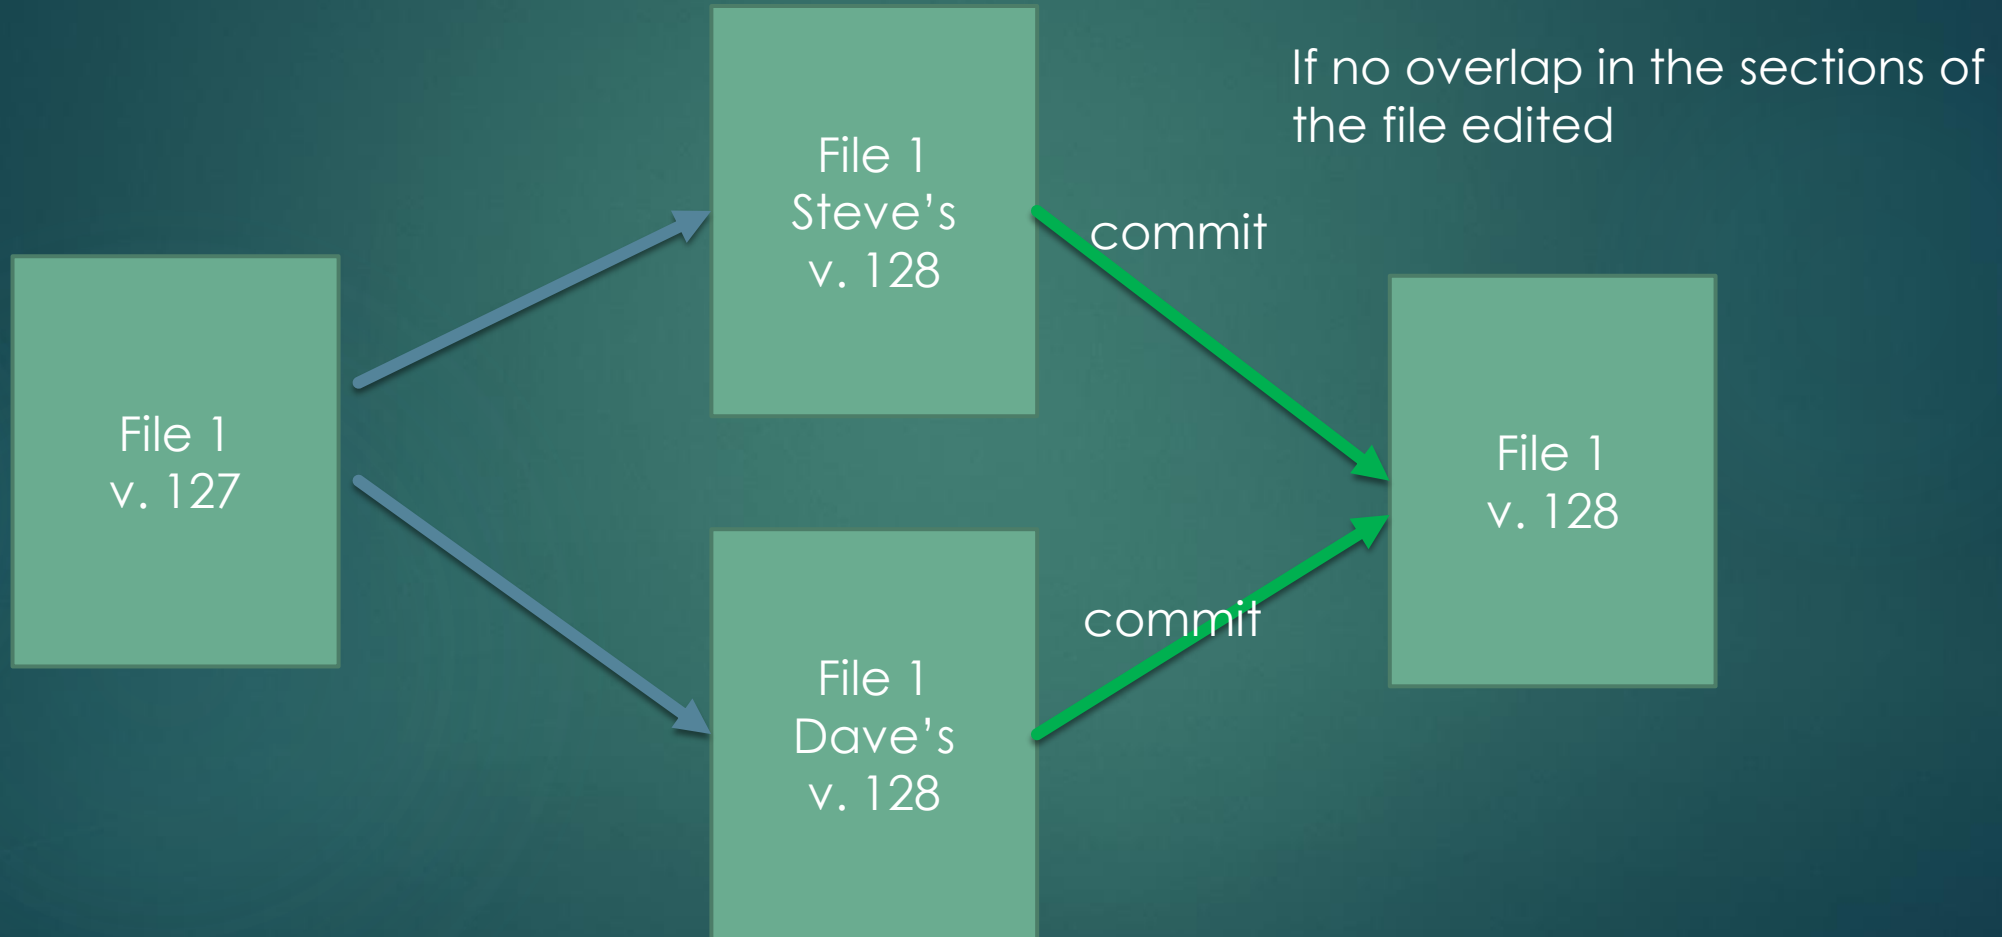 File 1
v. 127
File 1
Steve’s
v. 128
File 1
Dave’s
v. 128
commit
commit
If no overlap in the sections of
the file edited
File 1
v. 128